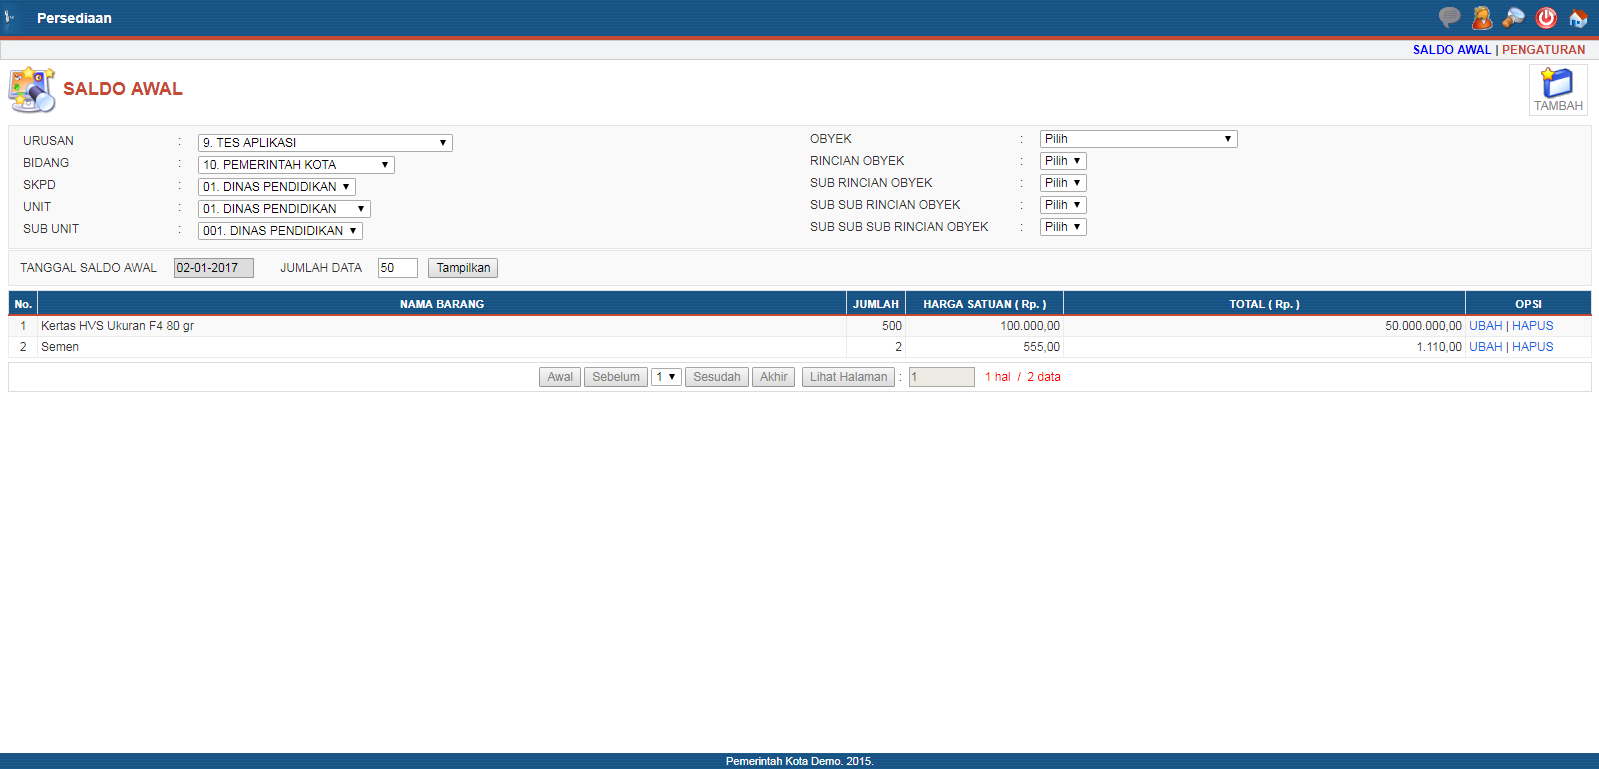 Persediaan
SALDO AWAL | PENGATURAN
SALDO AWAL
TAMBAH
URUSAN : 9. TES APLIKASI
BIDANG : 10. PEMERINTAH KOTA
SKPD : 01. DINAS PENDIDIKAN
UNIT : 01. DINAS PENDIDIKAN
SUB UNIT : 001. DINAS PENDIDIKAN
OBYEK : Pilih
RINCIAN OBYEK : Pilih
SUB RINCIAN OBYEK : Pilih
SUB SUB RINCIAN OBYEK : Pilih
SUB SUB SUB RINCIAN OBYEK : Pilih
TANGGAL SALDO AWAL 02-01-2017 JUMLAH DATA 50 Tampilkan
No. NAMA BARANG JUMLAH HARGA SATUAN ( Rp. ) TOTAL ( Rp. ) OPSI
1 Kertas HVS Ukuran F4 80 gr 500 100.000,00 50.000.000,00 UBAH | HAPUS
2 Semen 2 555,00 1.110,00 UBAH | HAPUS
Awal Sebelum 1 Sesudah Akhir Lihat Halaman : 1 1 hal / 2 data
Pemerintah Kota Demo. 2015.